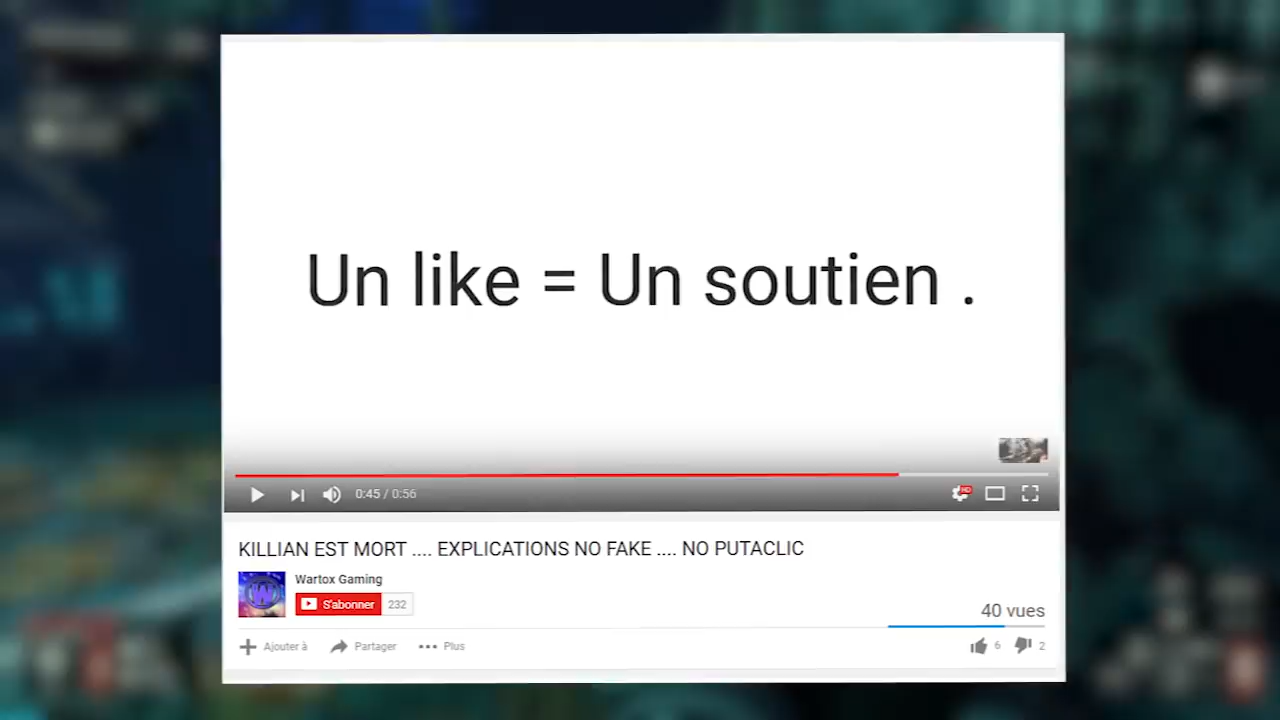 Un like = Un soutien .
0:45 / 0:56
HD
KILLIAN EST MORT .... EXPLICATIONS NO FAKE .... NO PUTACLIC
Wartox Gaming
S'abonner 232
40 vues
Ajouter à Partager Plus 6 2